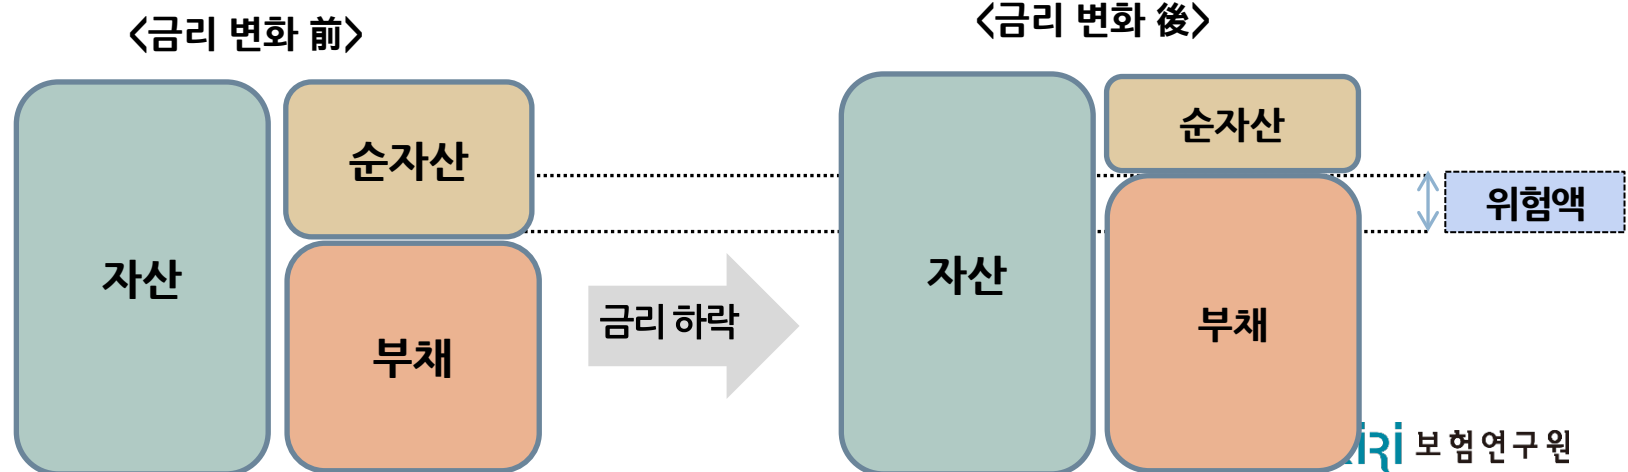 <금리 변화 前>
<금리 변화 後>
자산
순자산
부채
금리 하락
자산
순자산
부채
위험액
보험연구원